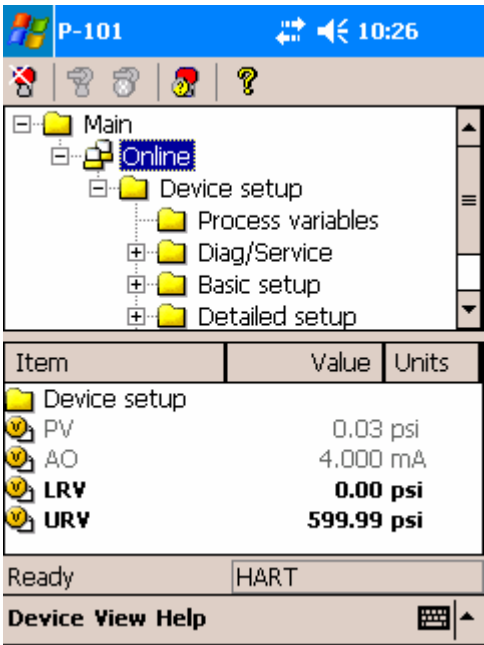 P-101 10:26
Main
Online
Device setup
Process variables
Diag/Service
Basic setup
Detailed setup
Item Value Units
Device setup
PV 0.03 psi
AO 4.000 mA
LRV 0.00 psi
URV 599.99 psi
Ready HART
Device View Help